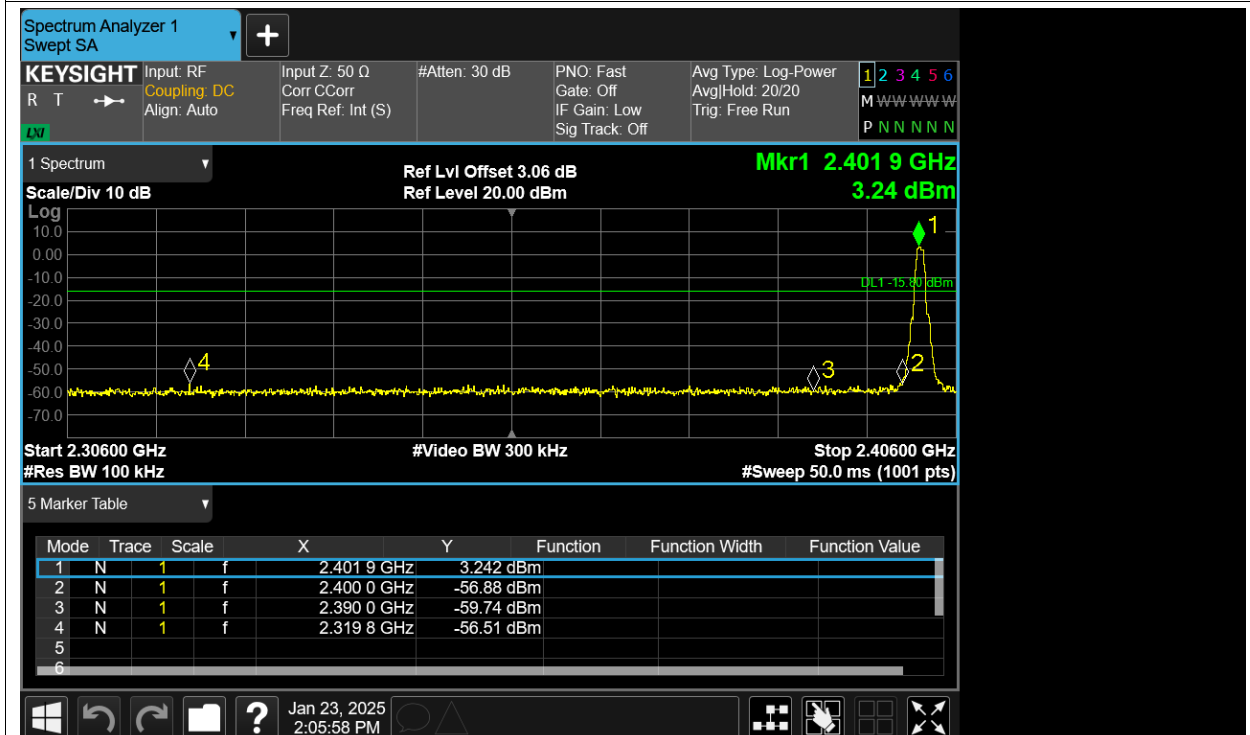 Spectrum Analyzer 1
Swept SA
+
KEYSIGHT Input: RF Input Z: 50 Ω #Atten: 30 dB PNO: Fast Avg Type: Log-Power 1 2 3 4 5 6
R T Coupling: DC Corr CCorr Gate: Off Avg|Hold: 20/20 M W W W W W
Align: Auto Freq Ref: Int (S) IF Gain: Low Trig: Free Run
LXI Sig Track: Off P N N N N N
1 Spectrum
Ref Lvl Offset 3.06 dB Mkr1 2.401 9 GHz
Scale/Div 10 dB Ref Level 20.00 dBm 3.24 dBm
Log
1
10.0
0.00
-10.0
DL1 -15.80 dBm
-20.0
-30.0
-40.0
4 3 2
-50.0
-60.0
-70.0
Start 2.30600 GHz #Video BW 300 kHz Stop 2.40600 GHz
#Res BW 100 kHz #Sweep 50.0 ms (1001 pts)
5 Marker Table
Mode Trace Scale X Y Function Function Width Function Value
1 N 1 f 2.401 9 GHz 3.242 dBm
2 N 1 f 2.400 0 GHz -56.88 dBm
3 N 1 f 2.390 0 GHz -59.74 dBm
4 N 1 f 2.319 8 GHz -56.51 dBm
5
6
? Jan 23, 2025
2:05:58 PM